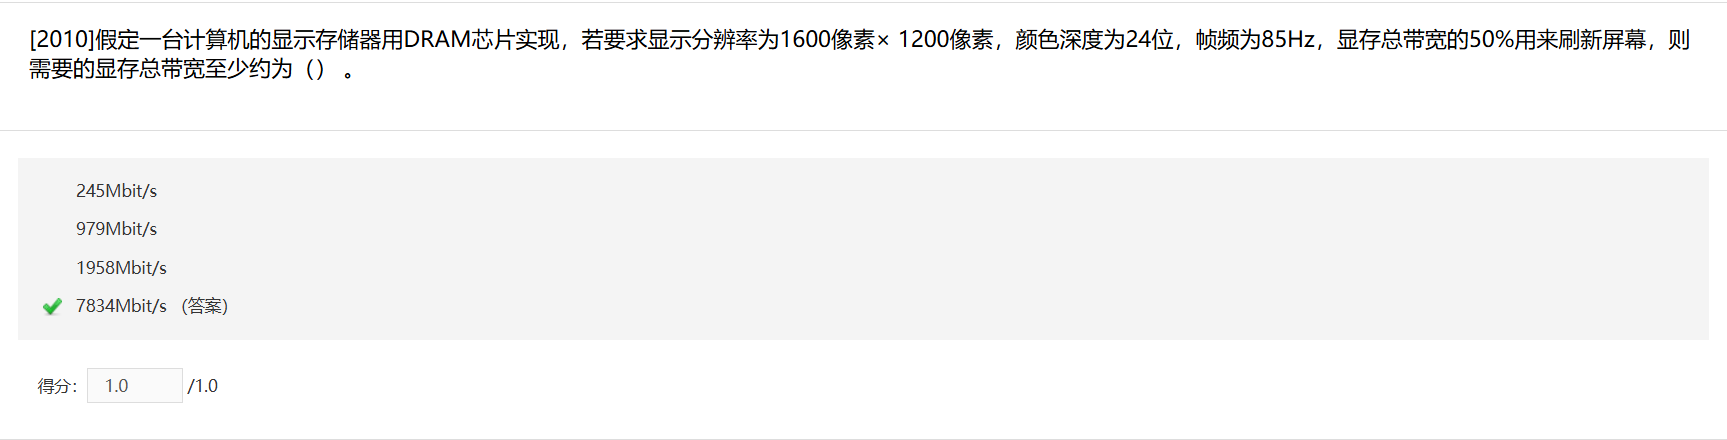 [2010]假定一台计算机的显示存储器用DRAM芯片实现，若要求显示分辨率为1600像素× 1200像素，颜色深度为24位，帧频为85Hz，显存总带宽的50%用来刷新屏幕，则
需要的显存总带宽至少约为（） 。
245Mbit/s
979Mbit/s
1958Mbit/s
7834Mbit/s (答案)
得分： 1.0 /1.0